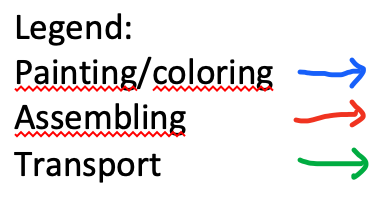 Legend:
Painting/coloring
Assembling
Transport